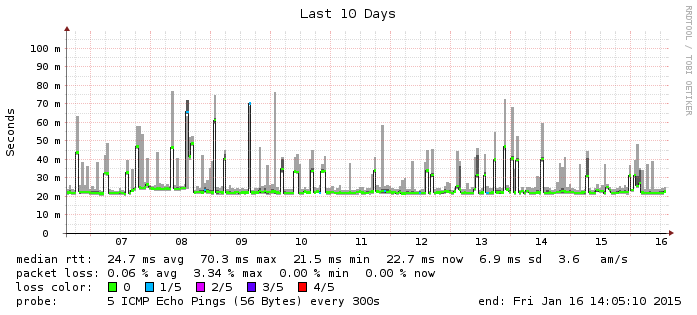 Last 10 Days
RRDTOOL / TOBI OETIKER
Seconds
100 m
90 m
80 m
70 m
60 m
50 m
40 m
30 m
20 m
10 m
0
07 08 09 10 11 12 13 14 15 16
median rtt: 24.7 ms avg 70.3 ms max 21.5 ms min 22.7 ms now 6.9 ms sd 3.6 am/s
packet loss: 0.06 % avg 3.34 % max 0.00 % min 0.00 % now
loss color: 0 1/5 2/5 3/5 4/5
probe: 5 ICMP Echo Pings (56 Bytes) every 300s end: Fri Jan 16 14:05:10 2015